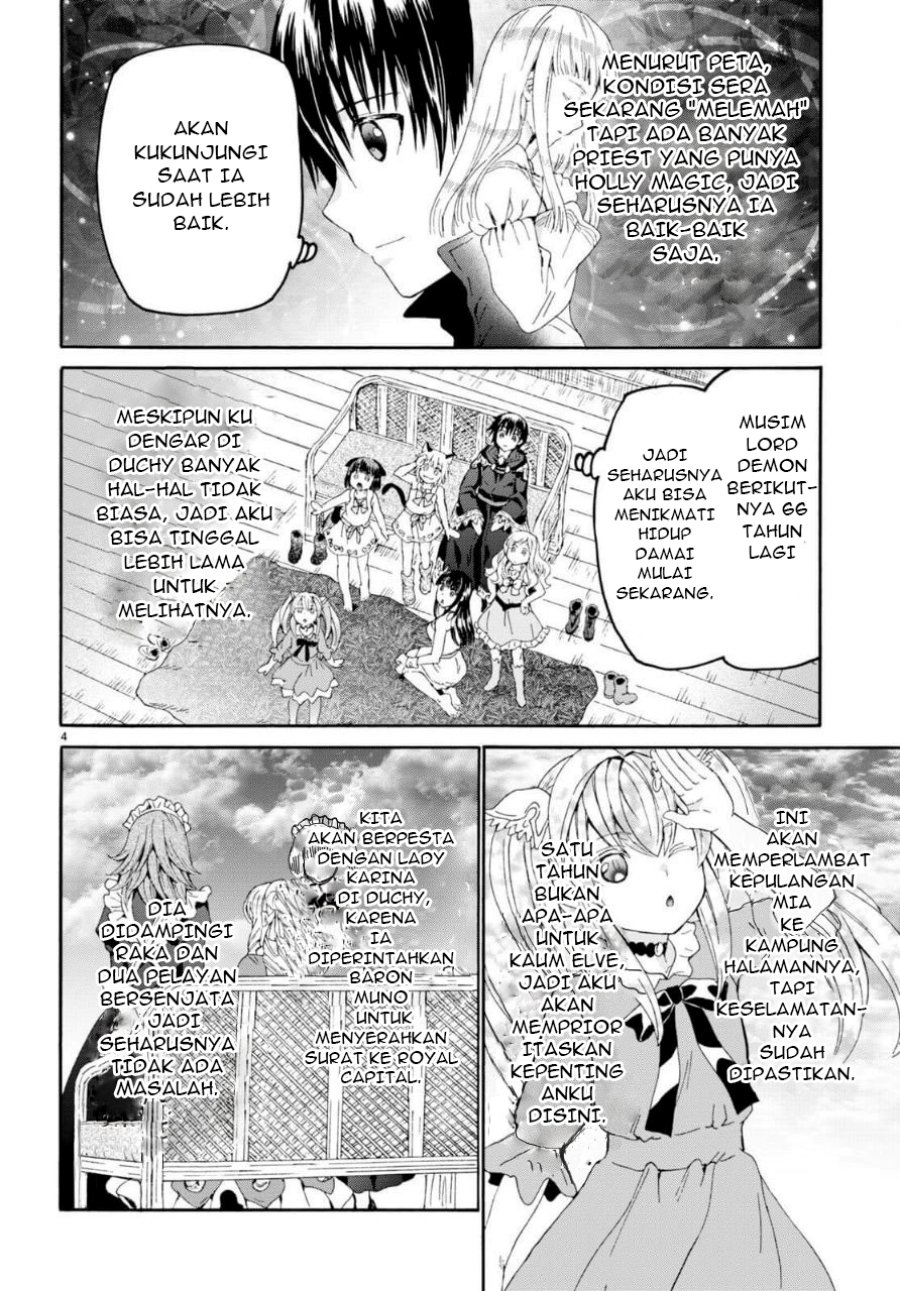 MENURUT PETA,
KONDISI SERA
SEKARANG "MELEMAH"
TAPI ADA BANYAK
PRIEST YANG PUNYA
HOLLY MAGIC, JADI
SEHARUSNYA IA
BAIK-BAIK
SAJA.
AKAN
KUKUNJUNGI
SAAT IA
SUDAH LEBIH
BAIK.
MUSIM
LORD
DEMON
BERIKUT-
NYA 66
TAHUN
LAGI
JADI
SEHARUSNYA
AKU BISA
MENIKMATI
HIDUP
DAMAI
MULAI
SEKARANG.
MESKIPUN KU
DENGAR DI
DUCHY BANYAK
HAL-HAL TIDAK
BIASA, JADI AKU
BISA TINGGAL
LEBIH LAMA
UNTUK
MELIHATNYA.
4
INI
AKAN
MEMPERLAMBAT
KEPULANGAN
MIA
KE
KAMPUNG
HALAMANNYA,
TAPI
KESELAMATAN-
NYA
SUDAH
DIPASTIKAN.
SATU
TAHUN
BUKAN
APA-APA
UNTUK
KAUM ELVE,
JADI AKU
AKAN
MEMPRIOR
ITASKAN
KEPENTING
ANKU
DISINI.
KITA
AKAN BERPESTA
DENGAN LADY
KARINA
DI DUCHY,
KARENA
IA
DIPERINTAHKAN
BARON
MUNO
UNTUK
MENYERAHKAN
SURAT KE ROYAL
CAPITAL.
DIA
DIDAMPINGI
RAKA DAN
DUA PELAYAN
BERSENJATA
, JADI
SEHARUSNYA
TIDAK ADA
MASALAH.